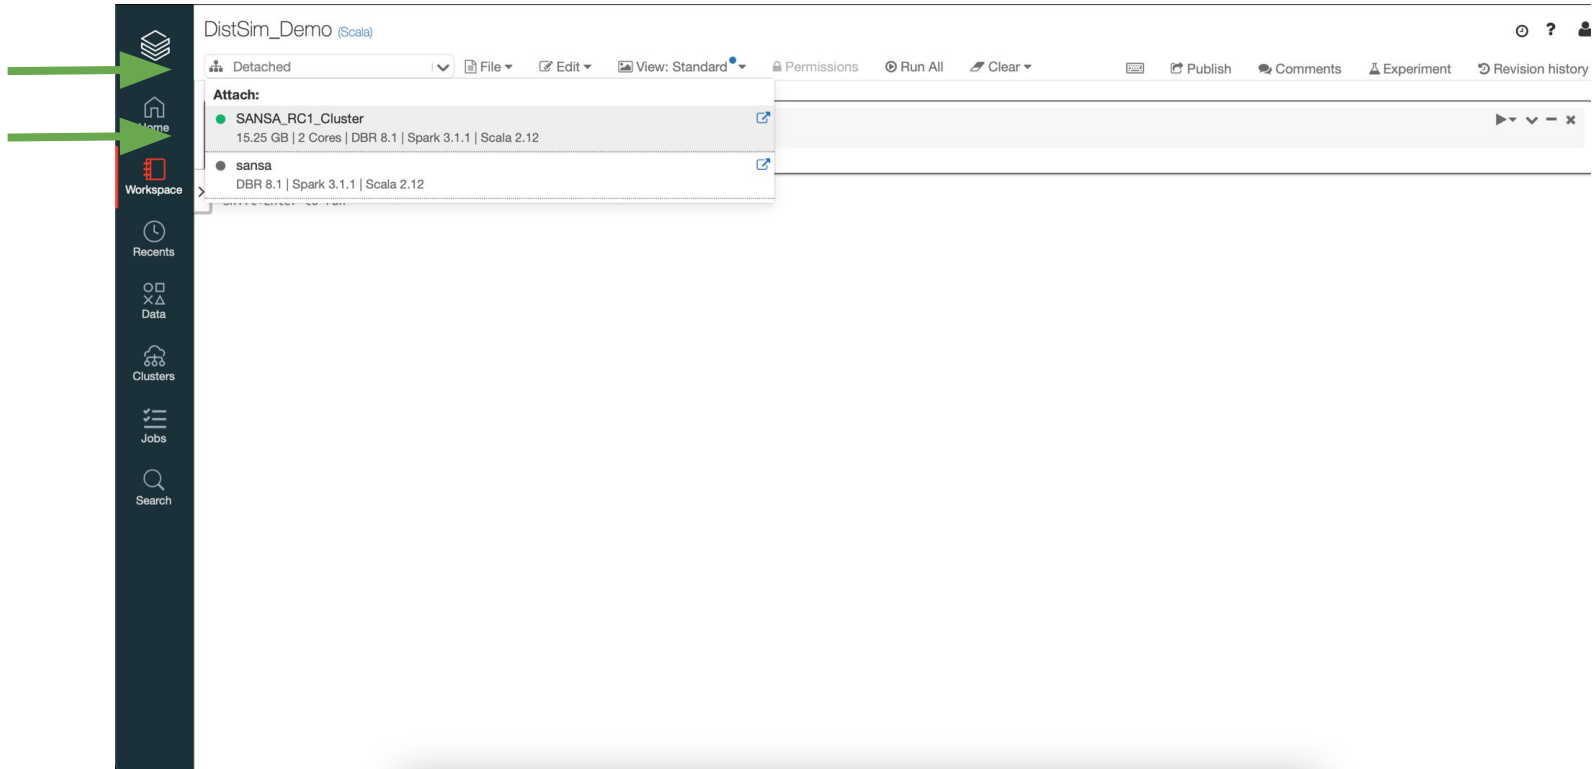 DistSim_Demo (Scala)
Detached File Edit View: Standard Permissions Run All Clear Publish Comments Experiment Revision history
Attach:
SANSA_RC1_Cluster
15.25 GB | 2 Cores | DBR 8.1 | Spark 3.1.1 | Scala 2.12
sansa
DBR 8.1 | Spark 3.1.1 | Scala 2.12
Home
Workspace
Recents
Data
Clusters
Jobs
Search